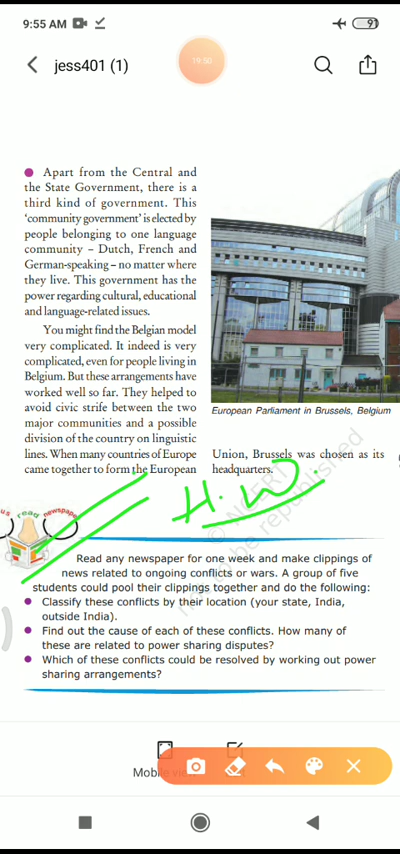 9:55 AM
91
jess401 (1)
19:50
Apart from the Central and
the State Government, there is a
third kind of government. This
‘community government’ is elected by
people belonging to one language
community – Dutch, French and
German-speaking – no matter where
they live. This government has the
power regarding cultural, educational
and language-related issues.
You might find the Belgian model
very complicated. It indeed is very
complicated, even for people living in
Belgium. But these arrangements have
worked well so far. They helped to
avoid civic strife between the two
major communities and a possible
division of the country on linguistic
lines. When many countries of Europe
came together to form the European
European Parliament in Brussels, Belgium
Union, Brussels was chosen as its
headquarters.
H.W.
© NCERT
not to be republished
us read newspape
Read any newspaper for one week and make clippings of
news related to ongoing conflicts or wars. A group of five
students could pool their clippings together and do the following:
Classify these conflicts by their location (your state, India,
outside India).
Find out the cause of each of these conflicts. How many of
these are related to power sharing disputes?
Which of these conflicts could be resolved by working out power
sharing arrangements?